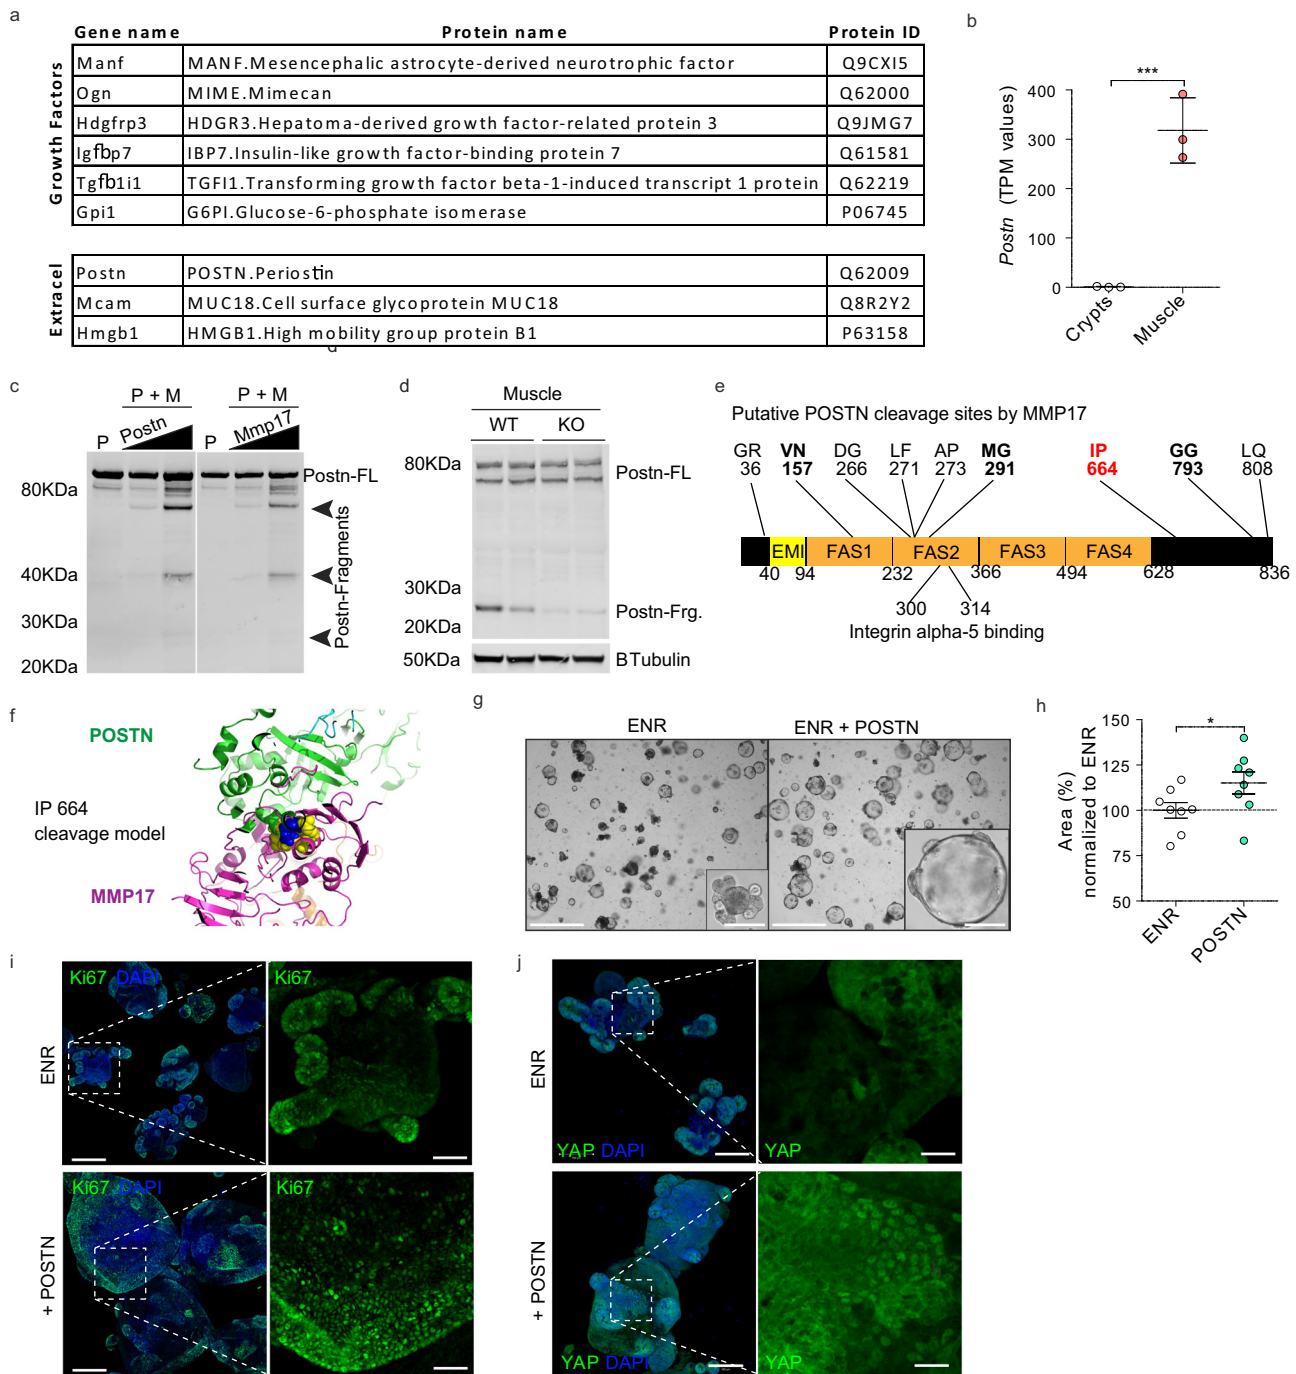 a
Gene name Protein name Protein ID
Growth Factors
Manf MANF.Mesencephalic astrocyte-derived neurotrophic factor Q9CXI5
Ogn MIME.Mimecan Q62000
Hdgfrp3 HDGR3.Hepatoma-derived growth factor-related protein 3 Q9JMG7
Igfbp7 IBP7.Insulin-like growth factor-binding protein 7 Q61581
Tgfb1i1 TGFI1.Transforming growth factor beta-1-induced transcript 1 protein Q62219
Gpi1 G6PI.Glucose-6-phosphate isomerase P06745
Extracel
Postn POSTN.Periostin Q62009
Mcam MUC18.Cell surface glycoprotein MUC18 Q8R2Y2
Hmgb1 HMGB1.High mobility group protein B1 P63158
b
***
Postn (TPM values)
400
300
200
100
0
Crypts
Muscle
c
P + M P + M
P Postn P Mmp17
Postn-FL
80KDa
40KDa
30KDa
20KDa
Postn-Fragments
d
Muscle
WT KO
80KDa
Postn-FL
30KDa
Postn-Frg.
20KDa
50KDa
BTubulin
e
Putative POSTN cleavage sites by MMP17
GR VN DG LF AP MG IP GG LQ
36 157 266 271 273 291 664 793 808
EMI FAS1 FAS2 FAS3 FAS4
40 94 232 366 494 628 836
300 314
Integrin alpha-5 binding
f
POSTN
IP 664
cleavage model
MMP17
g
ENR ENR + POSTN
h
*
Area (%)
normalized to ENR
150
125
100
75
50
ENR
POSTN
i
Ki67 DAPI Ki67
ENR
Ki67 DAPI Ki67
+ POSTN
j
ENR
YAP DAPI YAP
+ POSTN
YAP DAPI YAP